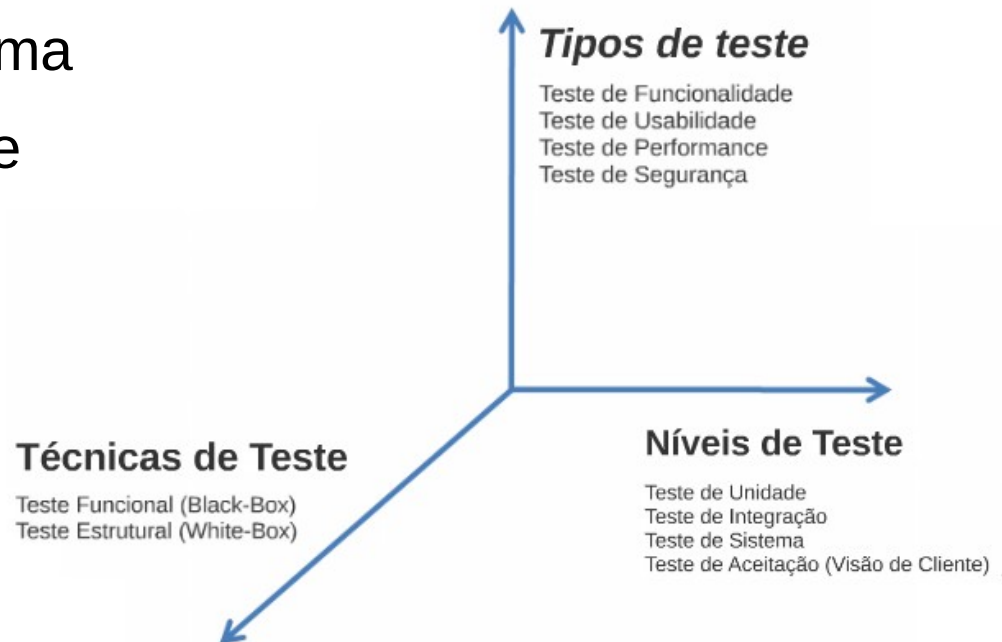 ma
e
Tipos de teste
Teste de Funcionalidade
Teste de Usabilidade
Teste de Performance
Teste de Segurança
Técnicas de Teste
Teste Funcional (Black-Box)
Teste Estrutural (White-Box)
Níveis de Teste
Teste de Unidade
Teste de Integração
Teste de Sistema
Teste de Aceitação (Visão de Cliente)